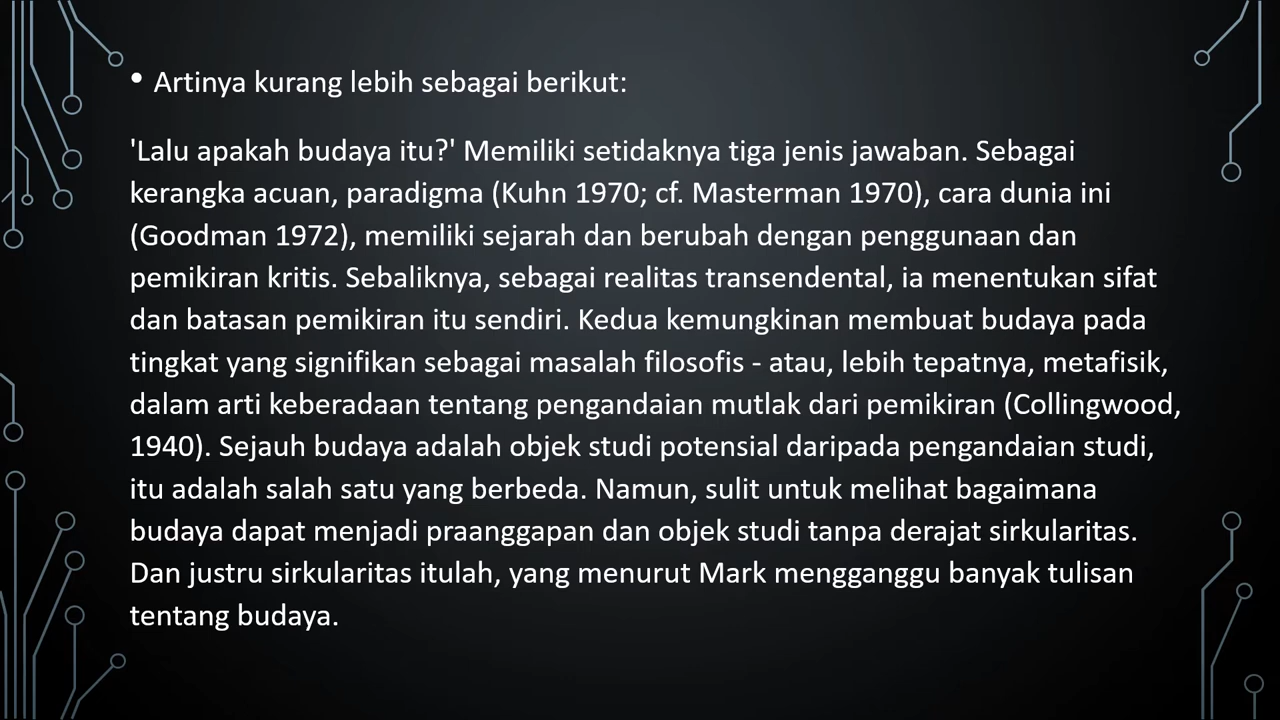 • Artinya kurang lebih sebagai berikut:
'Lalu apakah budaya itu?' Memiliki setidaknya tiga jenis jawaban. Sebagai
kerangka acuan, paradigma (Kuhn 1970; cf. Masterman 1970), cara dunia ini
(Goodman 1972), memiliki sejarah dan berubah dengan penggunaan dan
pemikiran kritis. Sebaliknya, sebagai realitas transendental, ia menentukan sifat
dan batasan pemikiran itu sendiri. Kedua kemungkinan membuat budaya pada
tingkat yang signifikan sebagai masalah filosofis - atau, lebih tepatnya, metafisik,
dalam arti keberadaan tentang pengandaian mutlak dari pemikiran (Collingwood,
1940). Sejauh budaya adalah objek studi potensial daripada pengandaian studi,
itu adalah salah satu yang berbeda. Namun, sulit untuk melihat bagaimana
budaya dapat menjadi praanggapan dan objek studi tanpa derajat sirkularitas.
Dan justru sirkularitas itulah, yang menurut Mark mengganggu banyak tulisan
tentang budaya.